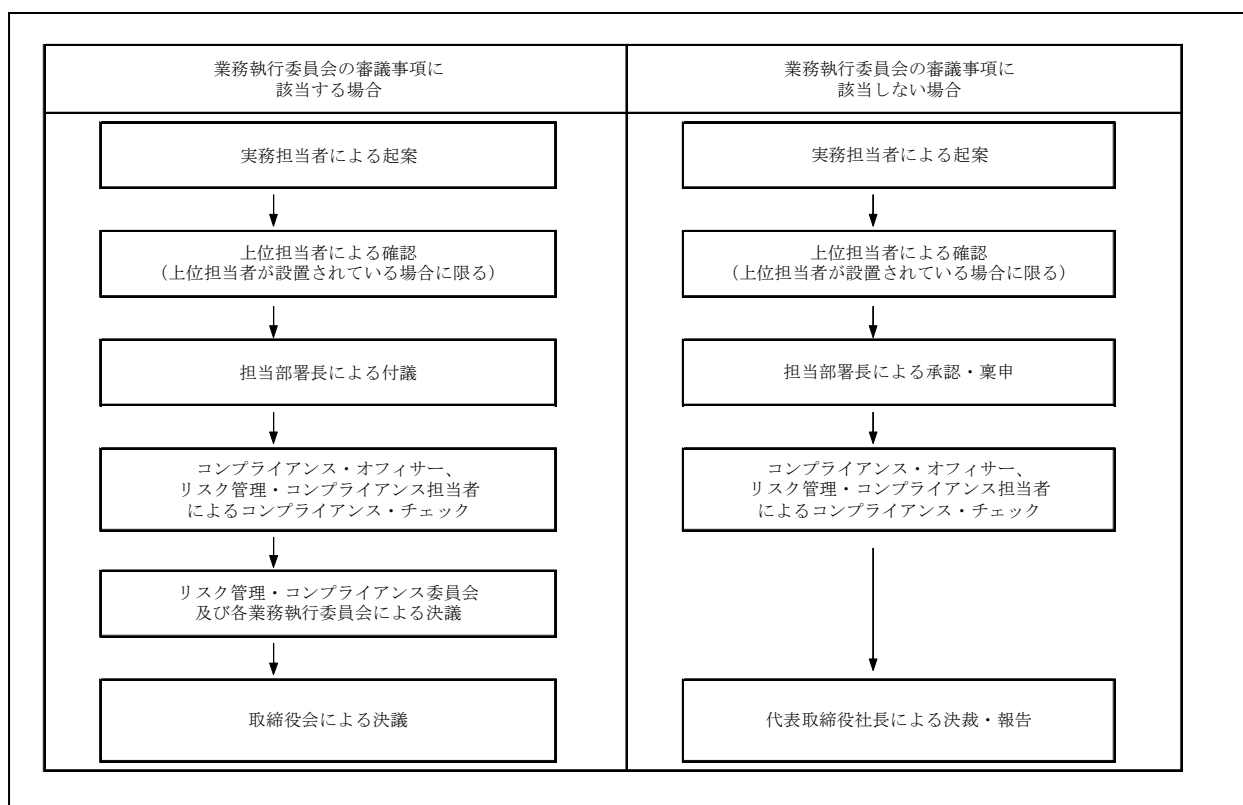 業務執行委員会の審議事項に
該当する場合
実務担当者による起案
上位担当者による確認
（上位担当者が設置されている場合に限る）
担当部署長による付議
コンプライアンス・オフィサー、
リスク管理・コンプライアンス担当者
によるコンプライアンス・チェック
リスク管理・コンプライアンス委員会
及び各業務執行委員会による決議
取締役会による決議
業務執行委員会の審議事項に
該当しない場合
実務担当者による起案
上位担当者による確認
（上位担当者が設置されている場合に限る）
担当部署長による承認・稟申
コンプライアンス・オフィサー、
リスク管理・コンプライアンス担当者
によるコンプライアンス・チェック
代表取締役社長による決裁・報告